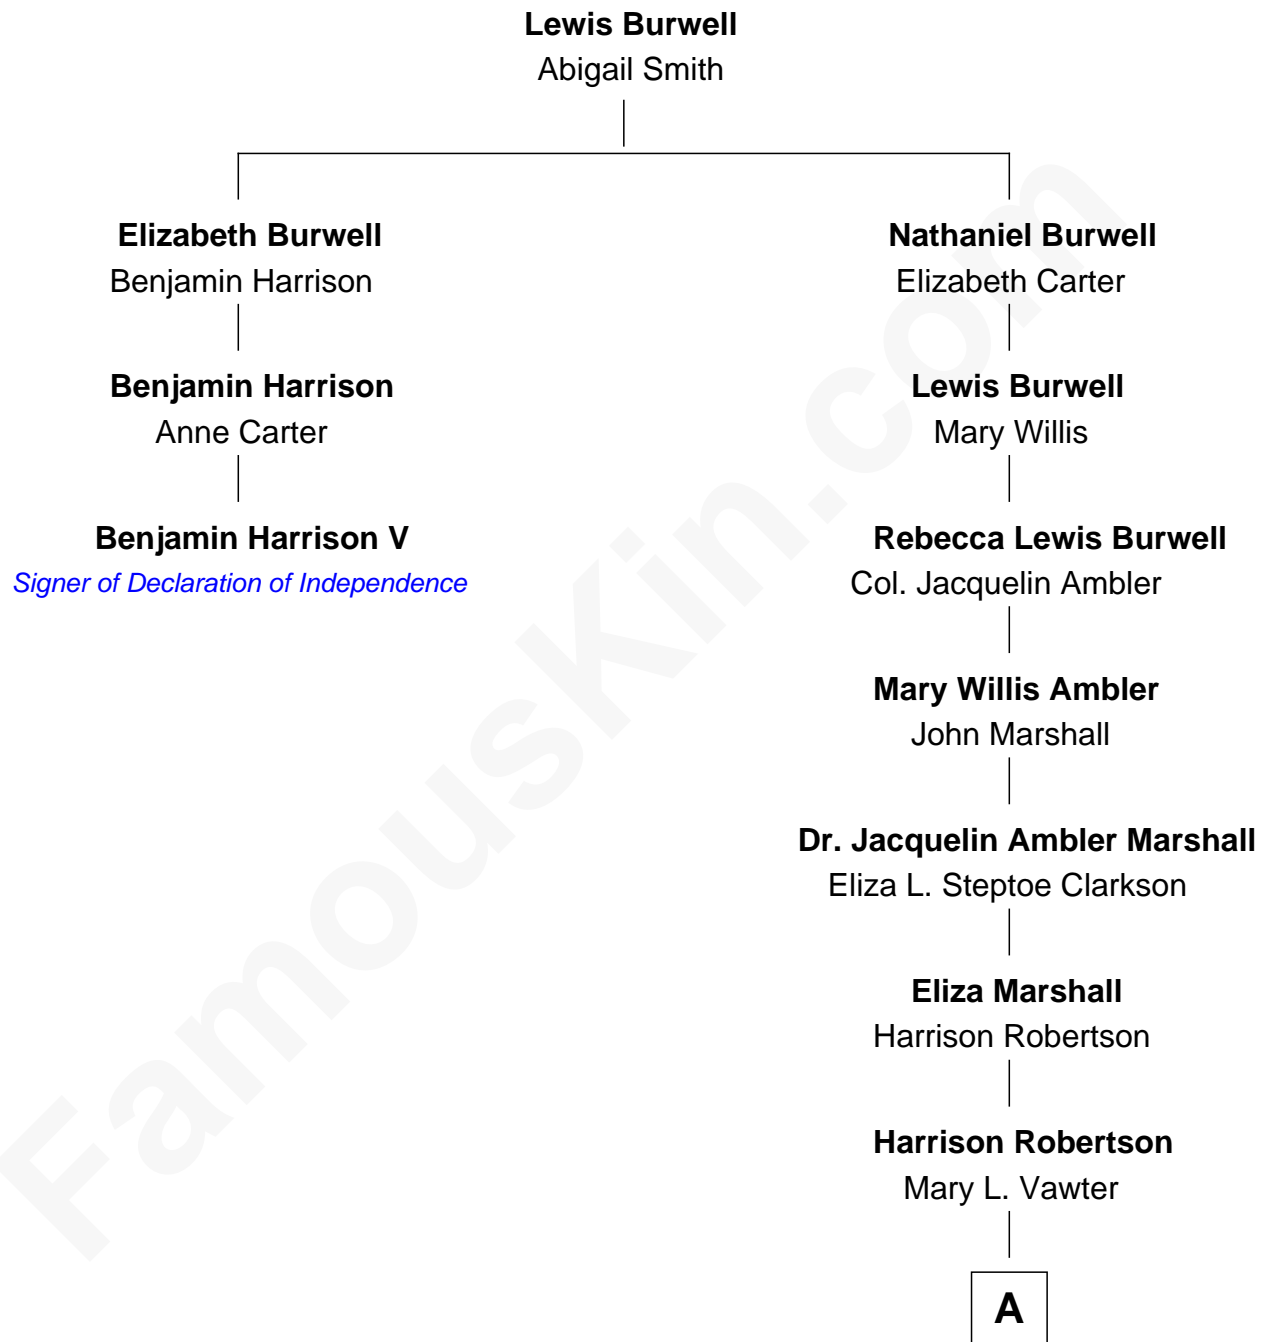 Lewis Burwell
Abigail Smith
Elizabeth Burwell
Benjamin Harrison
Benjamin Harrison
Anne Carter
Benjamin Harrison V
Signer of Declaration of Independence
Nathaniel Burwell
Elizabeth Carter
Lewis Burwell
Mary Willis
Rebecca Lewis Burwell
Col. Jacquelin Ambler
Mary Willis Ambler
John Marshall
Dr. Jacquelin Ambler Marshall
Eliza L. Steptoe Clarkson
Eliza Marshall
Harrison Robertson
Harrison Robertson
Mary L. Vawter
A
FamousKin.com